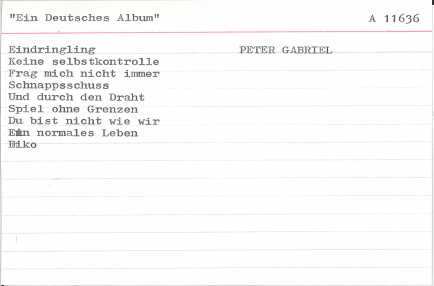 "Ein Deutsches Album" A 11636
Eindringling PETER GABRIEL
Keine selbstkontrolle
Frag mich nicht immer
Schnappsschuss
Und durch den Draht
Spiel ohne Grenzen
Du bist nicht wie wir
Ein normales Leben
Biko